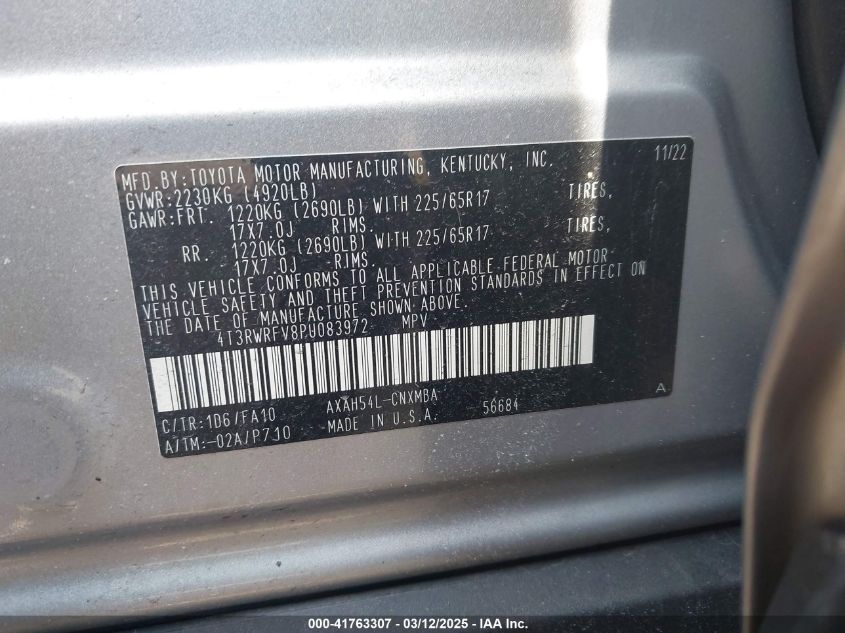 MFD.BY:TOYOTA MOTOR MANUFACTURING, KENTUCKY, INC. 11/22
GVWR:2230KG (4920LB)
GAWR:FRT. 1220KG (2690LB) WITH 225/65R17 TIRES,
17X7.0J RIMS.
RR. 1220KG (2690LB) WITH 225/65R17 TIRES,
17X7.0J RIMS.
THIS VEHICLE CONFORMS TO ALL APPLICABLE FEDERAL MOTOR
VEHICLE SAFETY AND THEFT PREVENTION STANDARDS IN EFFECT ON
THE DATE OF MANUFACTURE SHOWN ABOVE.
4T3RWRFV8PU083972 MPV
C/TR:1D6/FA10 AXAH54L-CNXMBA 56684 A
A/TM:-02A/P710 MADE IN U.S.A.
000-41763307 - 03/12/2025 - IAA Inc.